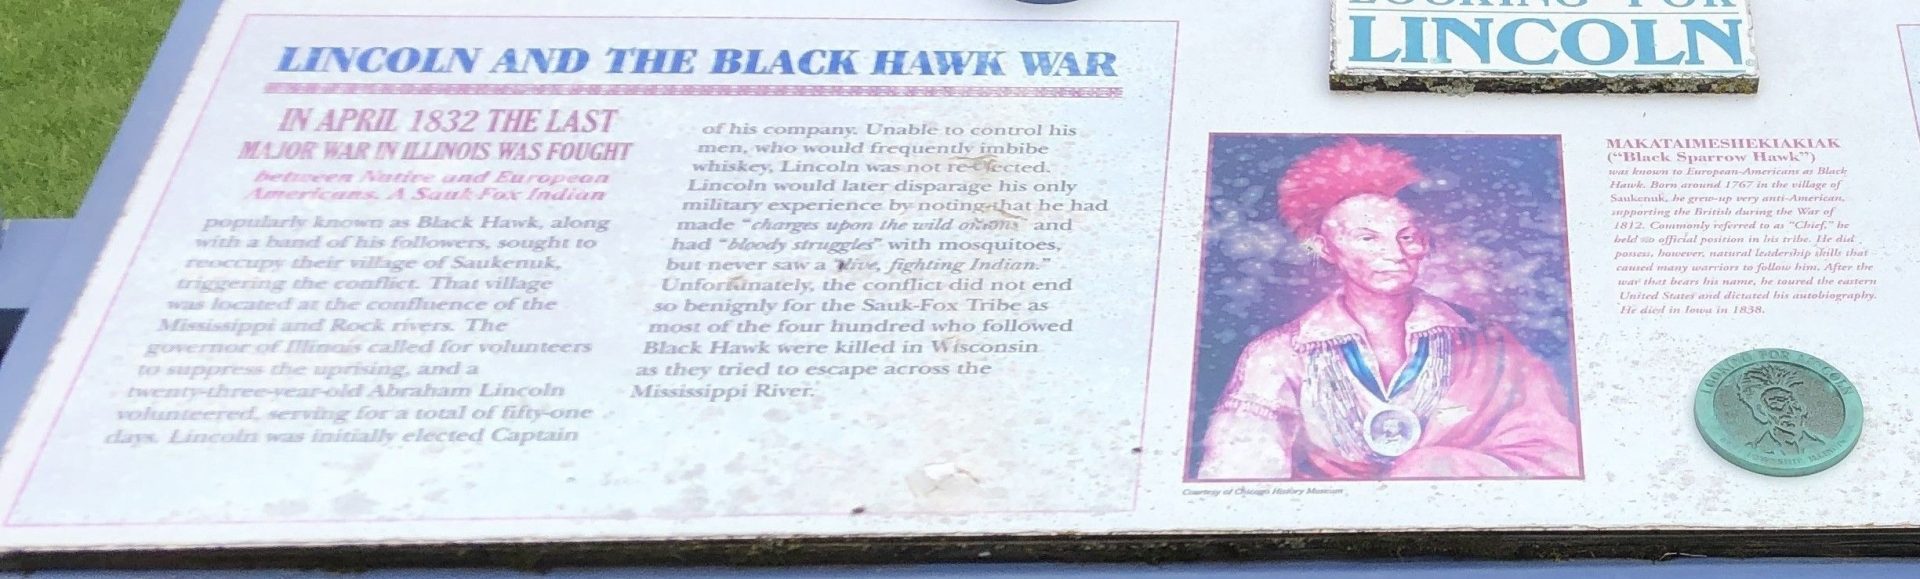 LINCOLN AND THE BLACK HAWK WAR
IN APRIL 1832 THE LAST
MAJOR WAR IN ILLINOIS WAS FOUGHT
between Native and European
Americans. A Sauk-Fox Indian
popularly known as Black Hawk, along
with a band of his followers, sought to
reoccupy their village of Saukenuk,
triggering the conflict. That village
was located at the confluence of the
Mississippi and Rock rivers. The
governor of Illinois called for volunteers
to suppress the uprising, and a
twenty-three-year-old Abraham Lincoln
volunteered, serving for a total of fifty-one
days. Lincoln was initially elected Captain
of his company. Unable to control his
men, who would frequently imbibe
whiskey, Lincoln was not re-elected.
Lincoln would later disparage his only
military experience by noting that he had
made "charges upon the wild onions" and
had "bloody struggles" with mosquitoes,
but never saw a "live, fighting Indian."
Unfortunately, the conflict did not end
so benignly for the Sauk-Fox Tribe as
most of the four hundred who followed
Black Hawk were killed in Wisconsin
as they tried to escape across the
Mississippi River.
LOOKING FOR
LINCOLN
Courtesy of Chicago History Museum
MAKATAIMESHEKIAKIAK
("Black Sparrow Hawk")
was known to European-Americans as Black
Hawk. Born around 1767 in the village of
Saukenuk, he grew-up very anti-American,
supporting the British during the War of
1812. Commonly referred to as "Chief," he
held no official position in his tribe. He did
possess, however, natural leadership skills that
caused many warriors to follow him. After the
war that bears his name, he toured the eastern
United States and dictated his autobiography.
He died in Iowa in 1838.
LOOKING FOR LINCOLN